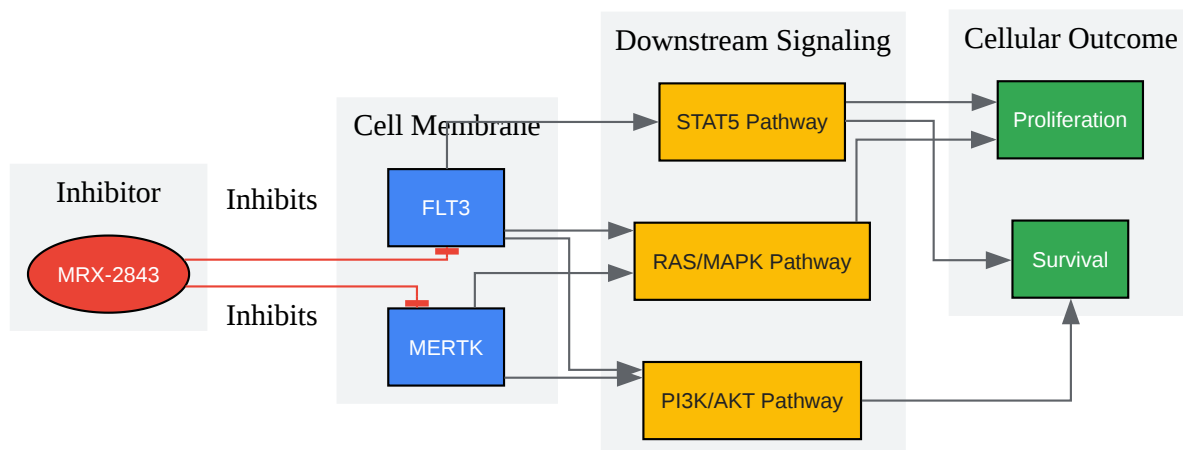 Inhibitor
MRX-2843
Inhibits
Inhibits
Cell Membrane
FLT3
MERTK
Downstream Signaling
STAT5 Pathway
RAS/MAPK Pathway
PI3K/AKT Pathway
Cellular Outcome
Proliferation
Survival